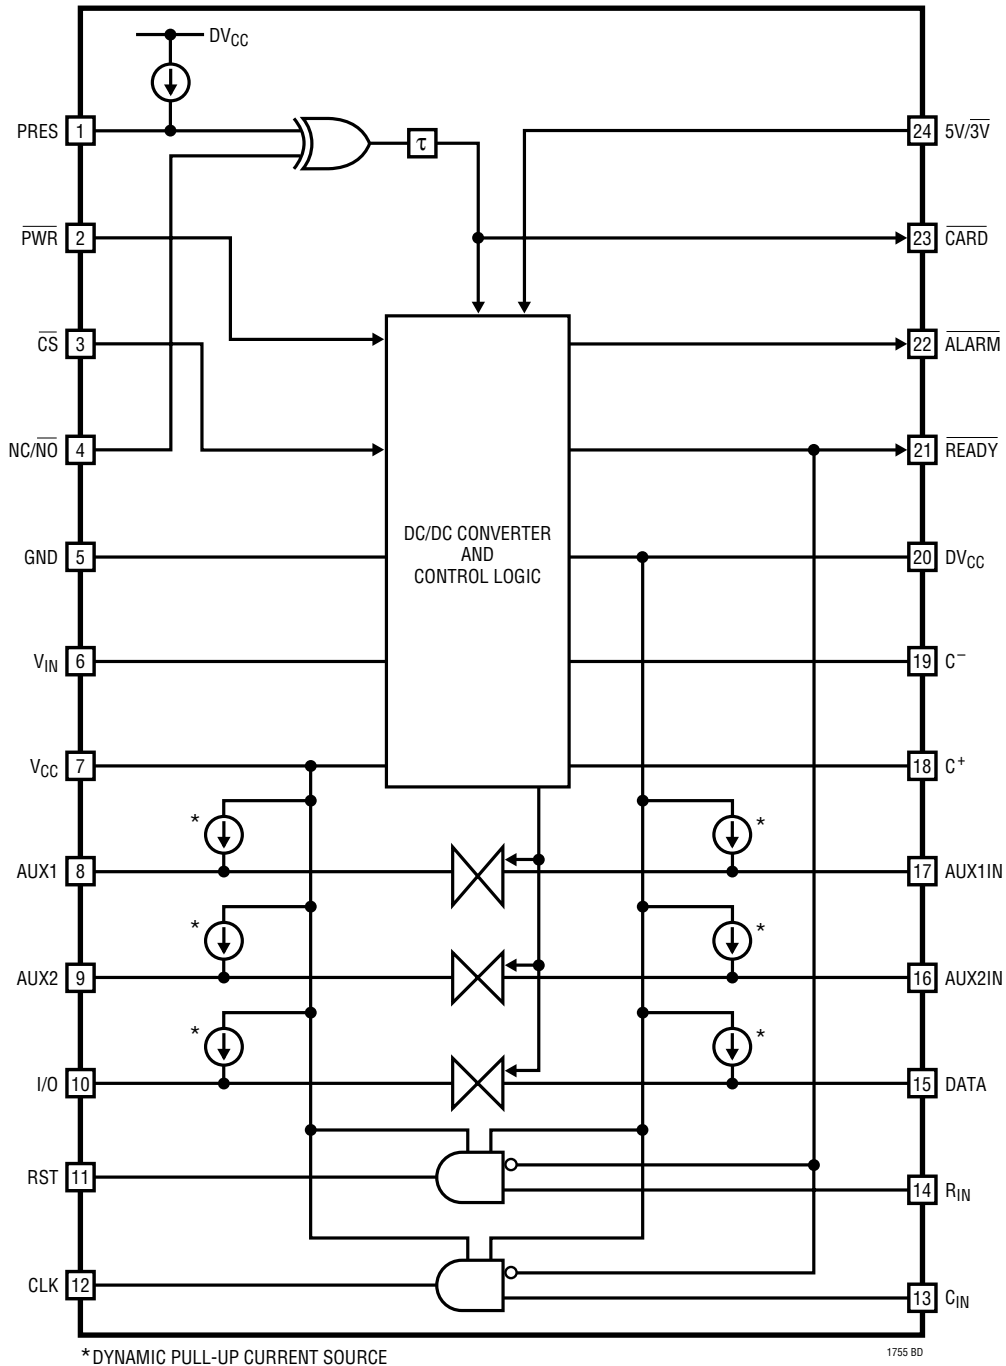 DVCC
PRES 1
τ
24 5V/3V
PWR 2
23 CARD
CS 3
22 ALARM
NC/NO 4
21 READY
DC/DC CONVERTER
AND
CONTROL LOGIC
GND 5
20 DVCC
VIN 6
19 C−
VCC 7
18 C+
*
*
AUX1 8
17 AUX1IN
*
*
AUX2 9
16 AUX2IN
*
*
I/O 10
15 DATA
RST 11
14 RIN
CLK 12
13 CIN
*DYNAMIC PULL-UP CURRENT SOURCE
1755 BD